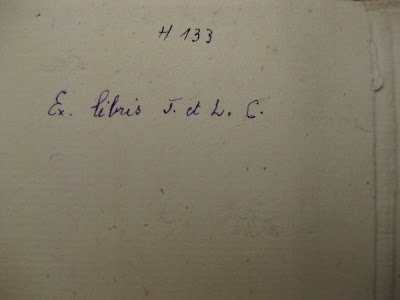 H 133
Ex. libris J. et L. C.